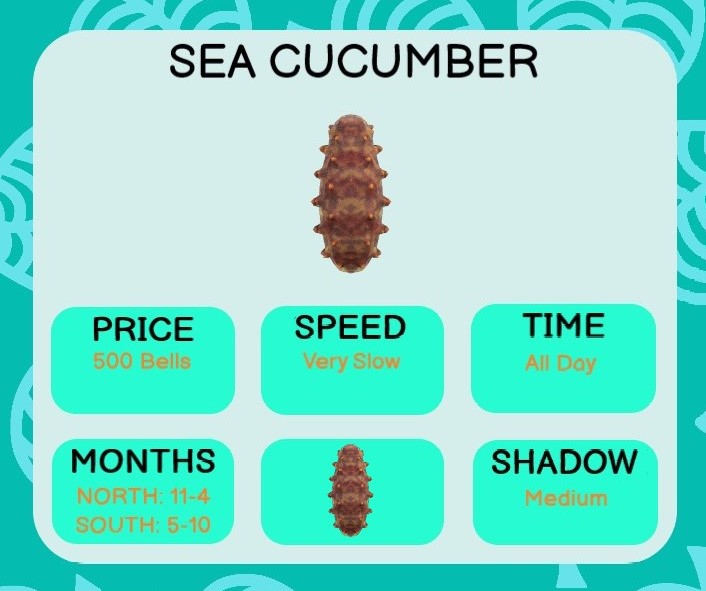 SEA CUCUMBER
PRICE
500 Bells
SPEED
Very Slow
TIME
All Day
MONTHS
NORTH: 11-4
SOUTH: 5-10
SHADOW
Medium